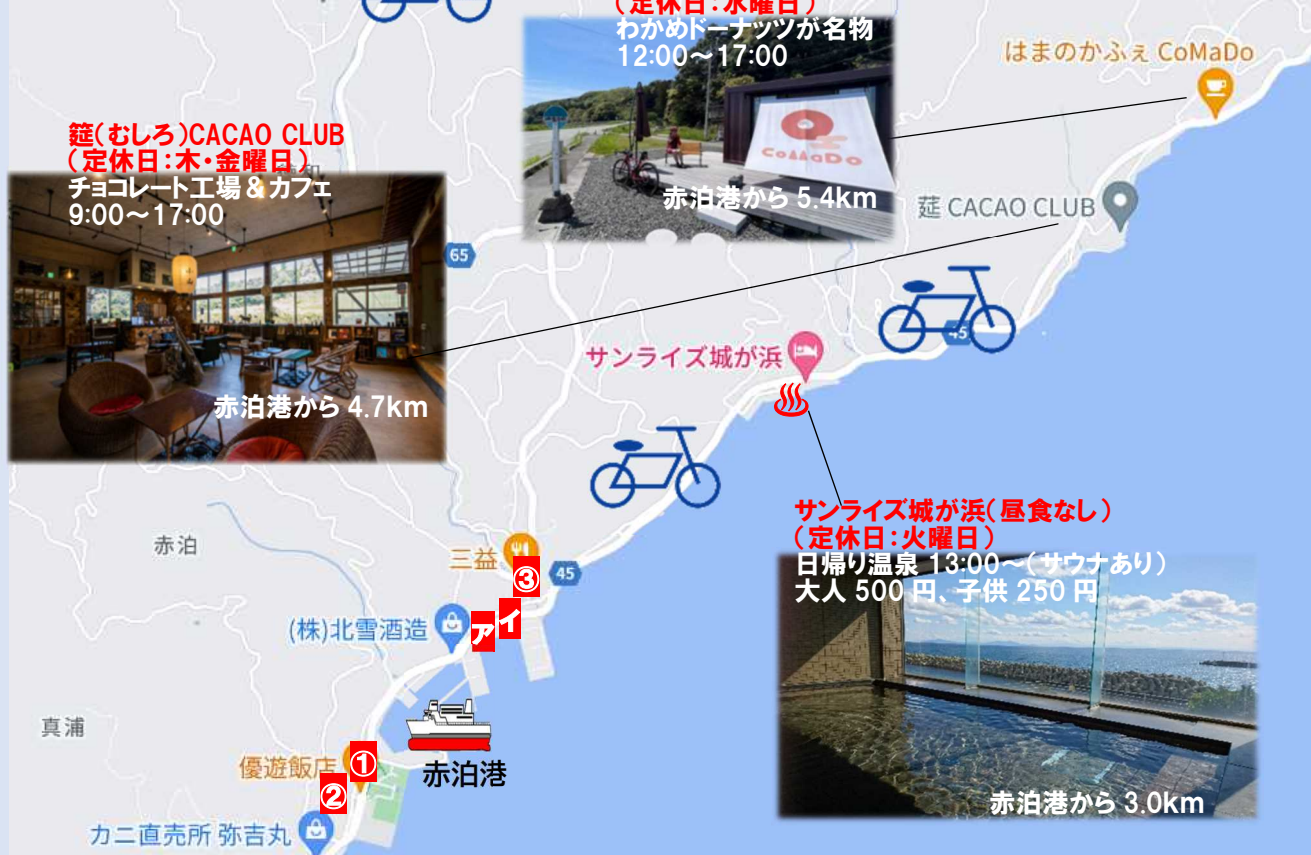 (定休日:水曜日)
わかめドーナッツが名物
12:00～17:00
CoMaDo
赤泊港から 5.4km
はまのかふぇ CoMaDo
筵(むしろ)CACAO CLUB
(定休日:木・金曜日)
チョコレート工場&カフェ
9:00～17:00
赤泊港から 4.7km
65
莚 CACAO CLUB
45
サンライズ城が浜
サンライズ城が浜(昼食なし)
(定休日:火曜日)
日帰り温泉 13:00～(サウナあり)
大人 500 円、子供 250 円
赤泊港から 3.0km
赤泊
三益
③
45
(株)北雪酒造
ア
イ
真浦
優遊飯店
①
②
赤泊港
カニ直売所 弥吉丸